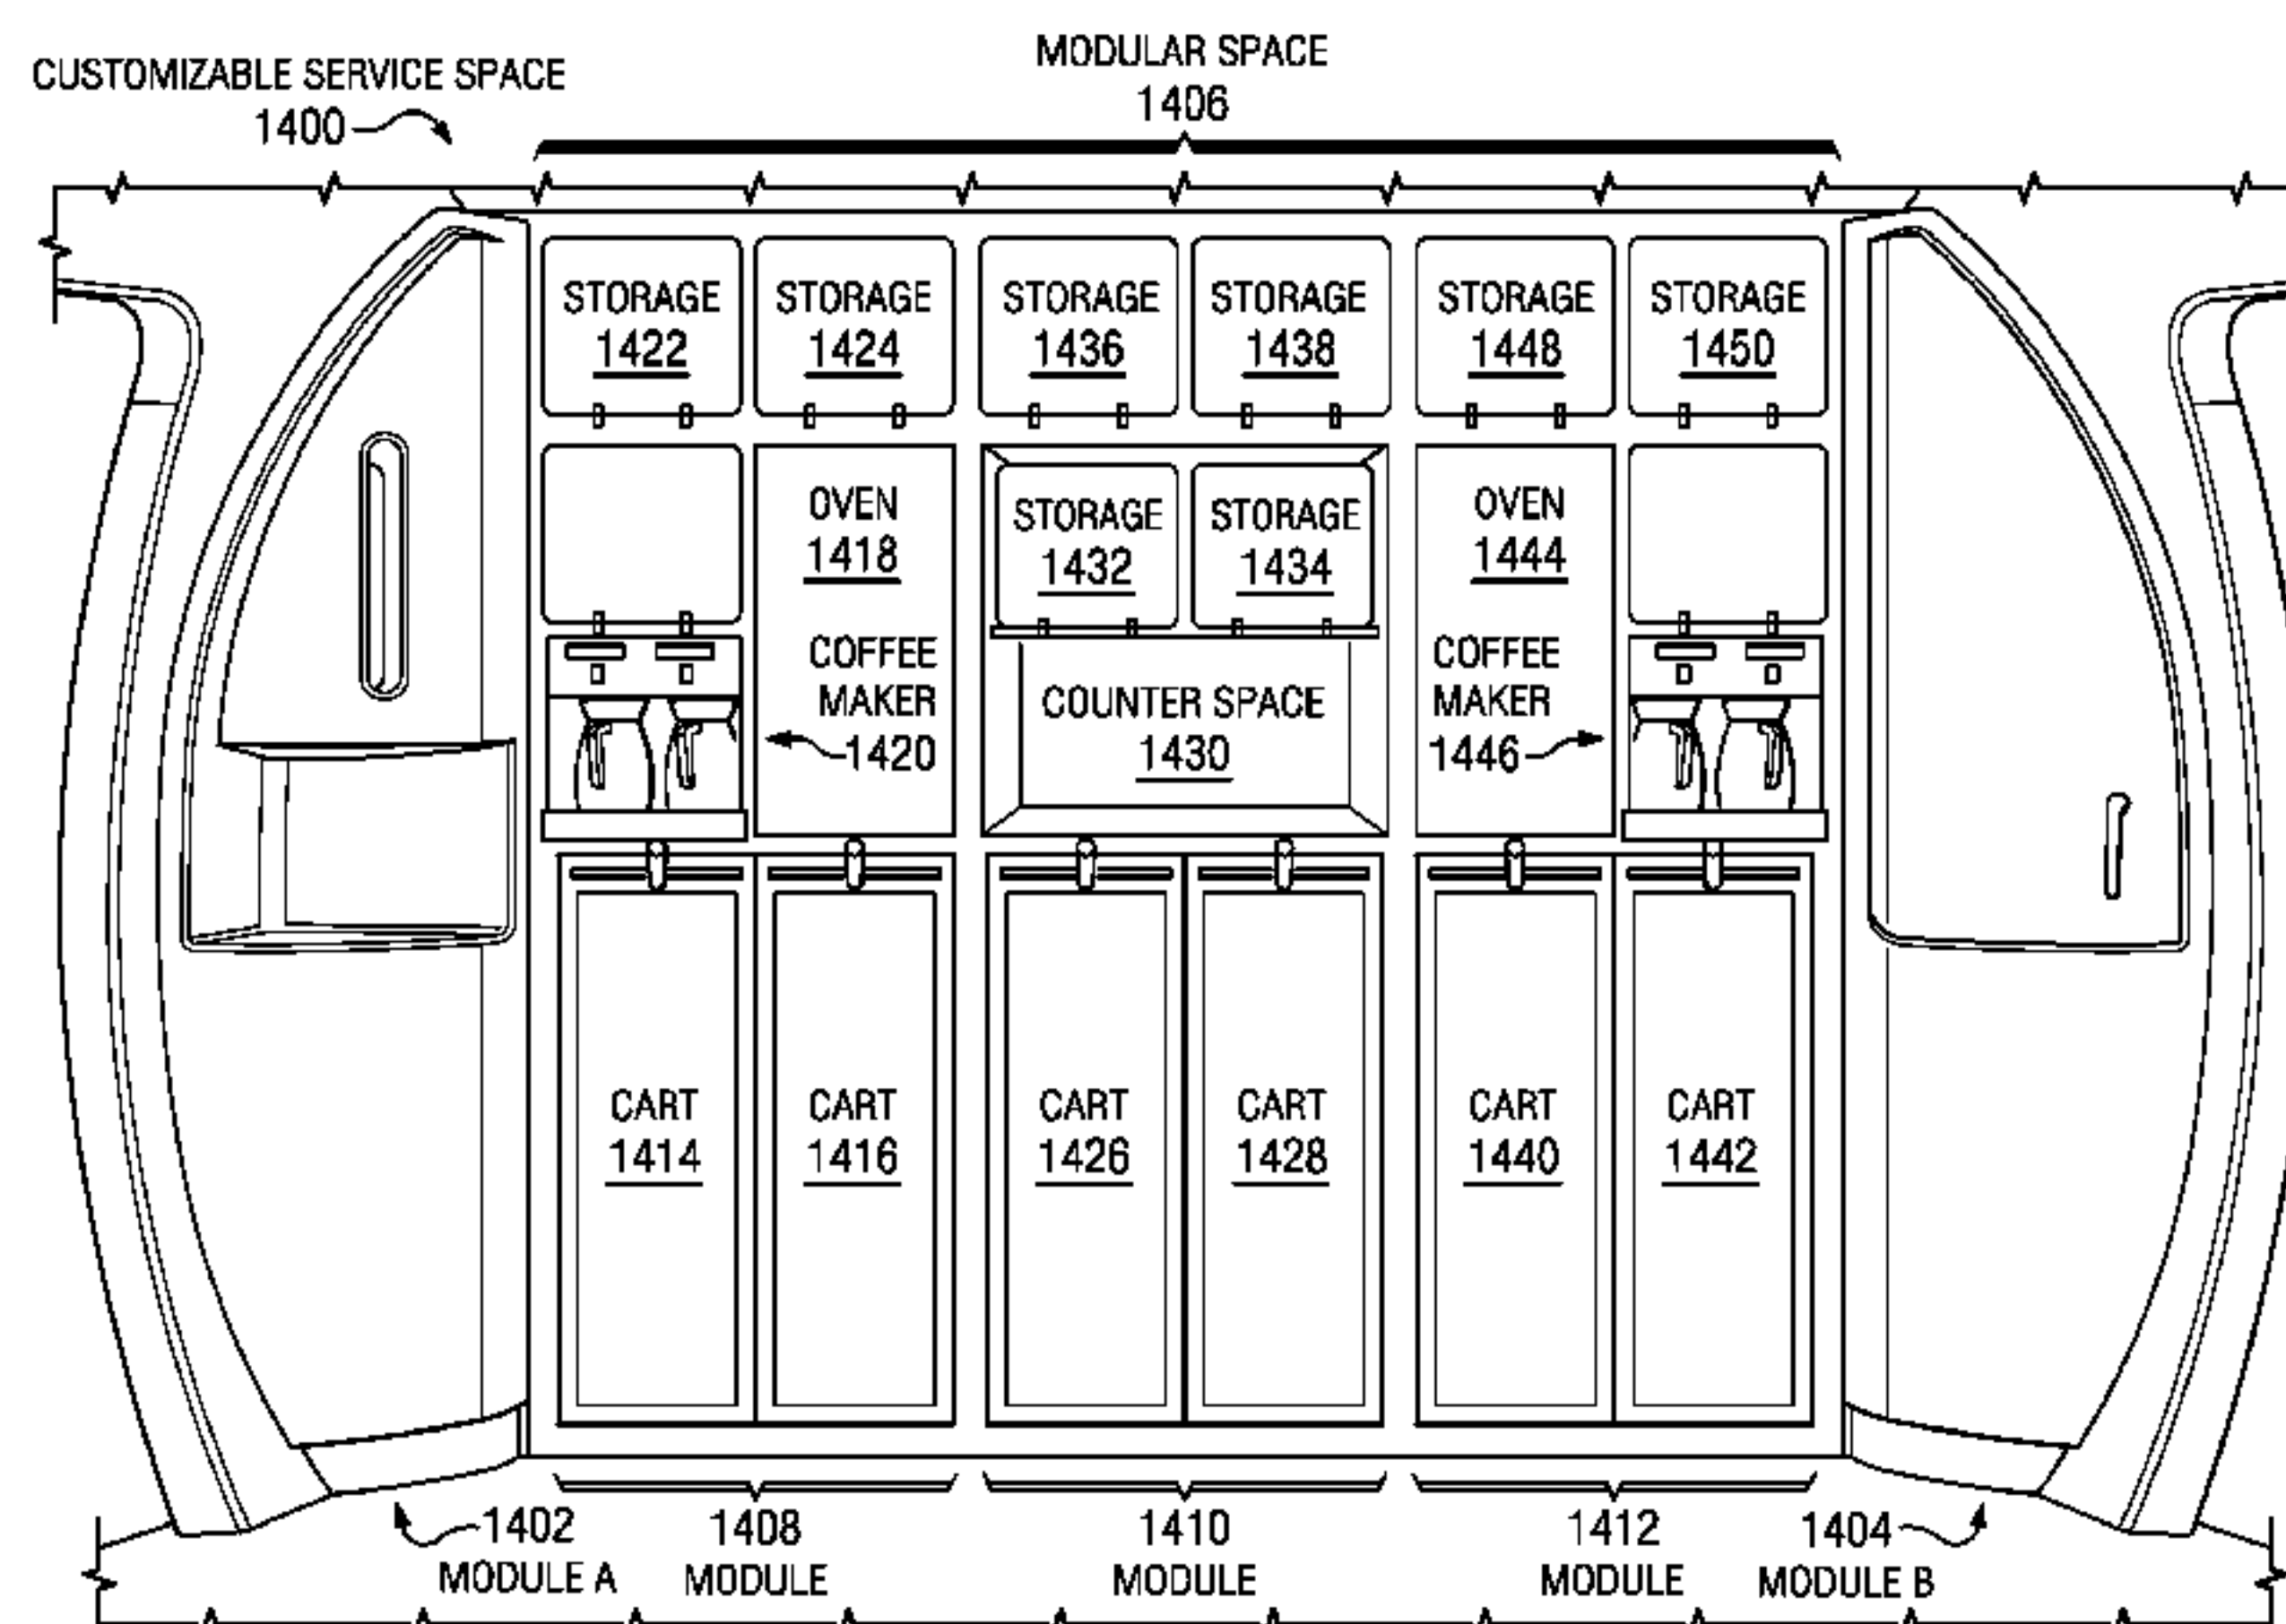 MODULAR SPACE
1406
CUSTOMIZABLE SERVICE SPACE
1400
STORAGE
1422
STORAGE
1424
STORAGE
1436
STORAGE
1438
STORAGE
1448
STORAGE
1450
OVEN
1418
STORAGE
1432
STORAGE
1434
OVEN
1444
COFFEE
MAKER
1420
COUNTER SPACE
1430
COFFEE
MAKER
1446
CART
1414
CART
1416
CART
1426
CART
1428
CART
1440
CART
1442
1402
MODULE A
1408
MODULE
1410
MODULE
1412
MODULE
1404
MODULE B